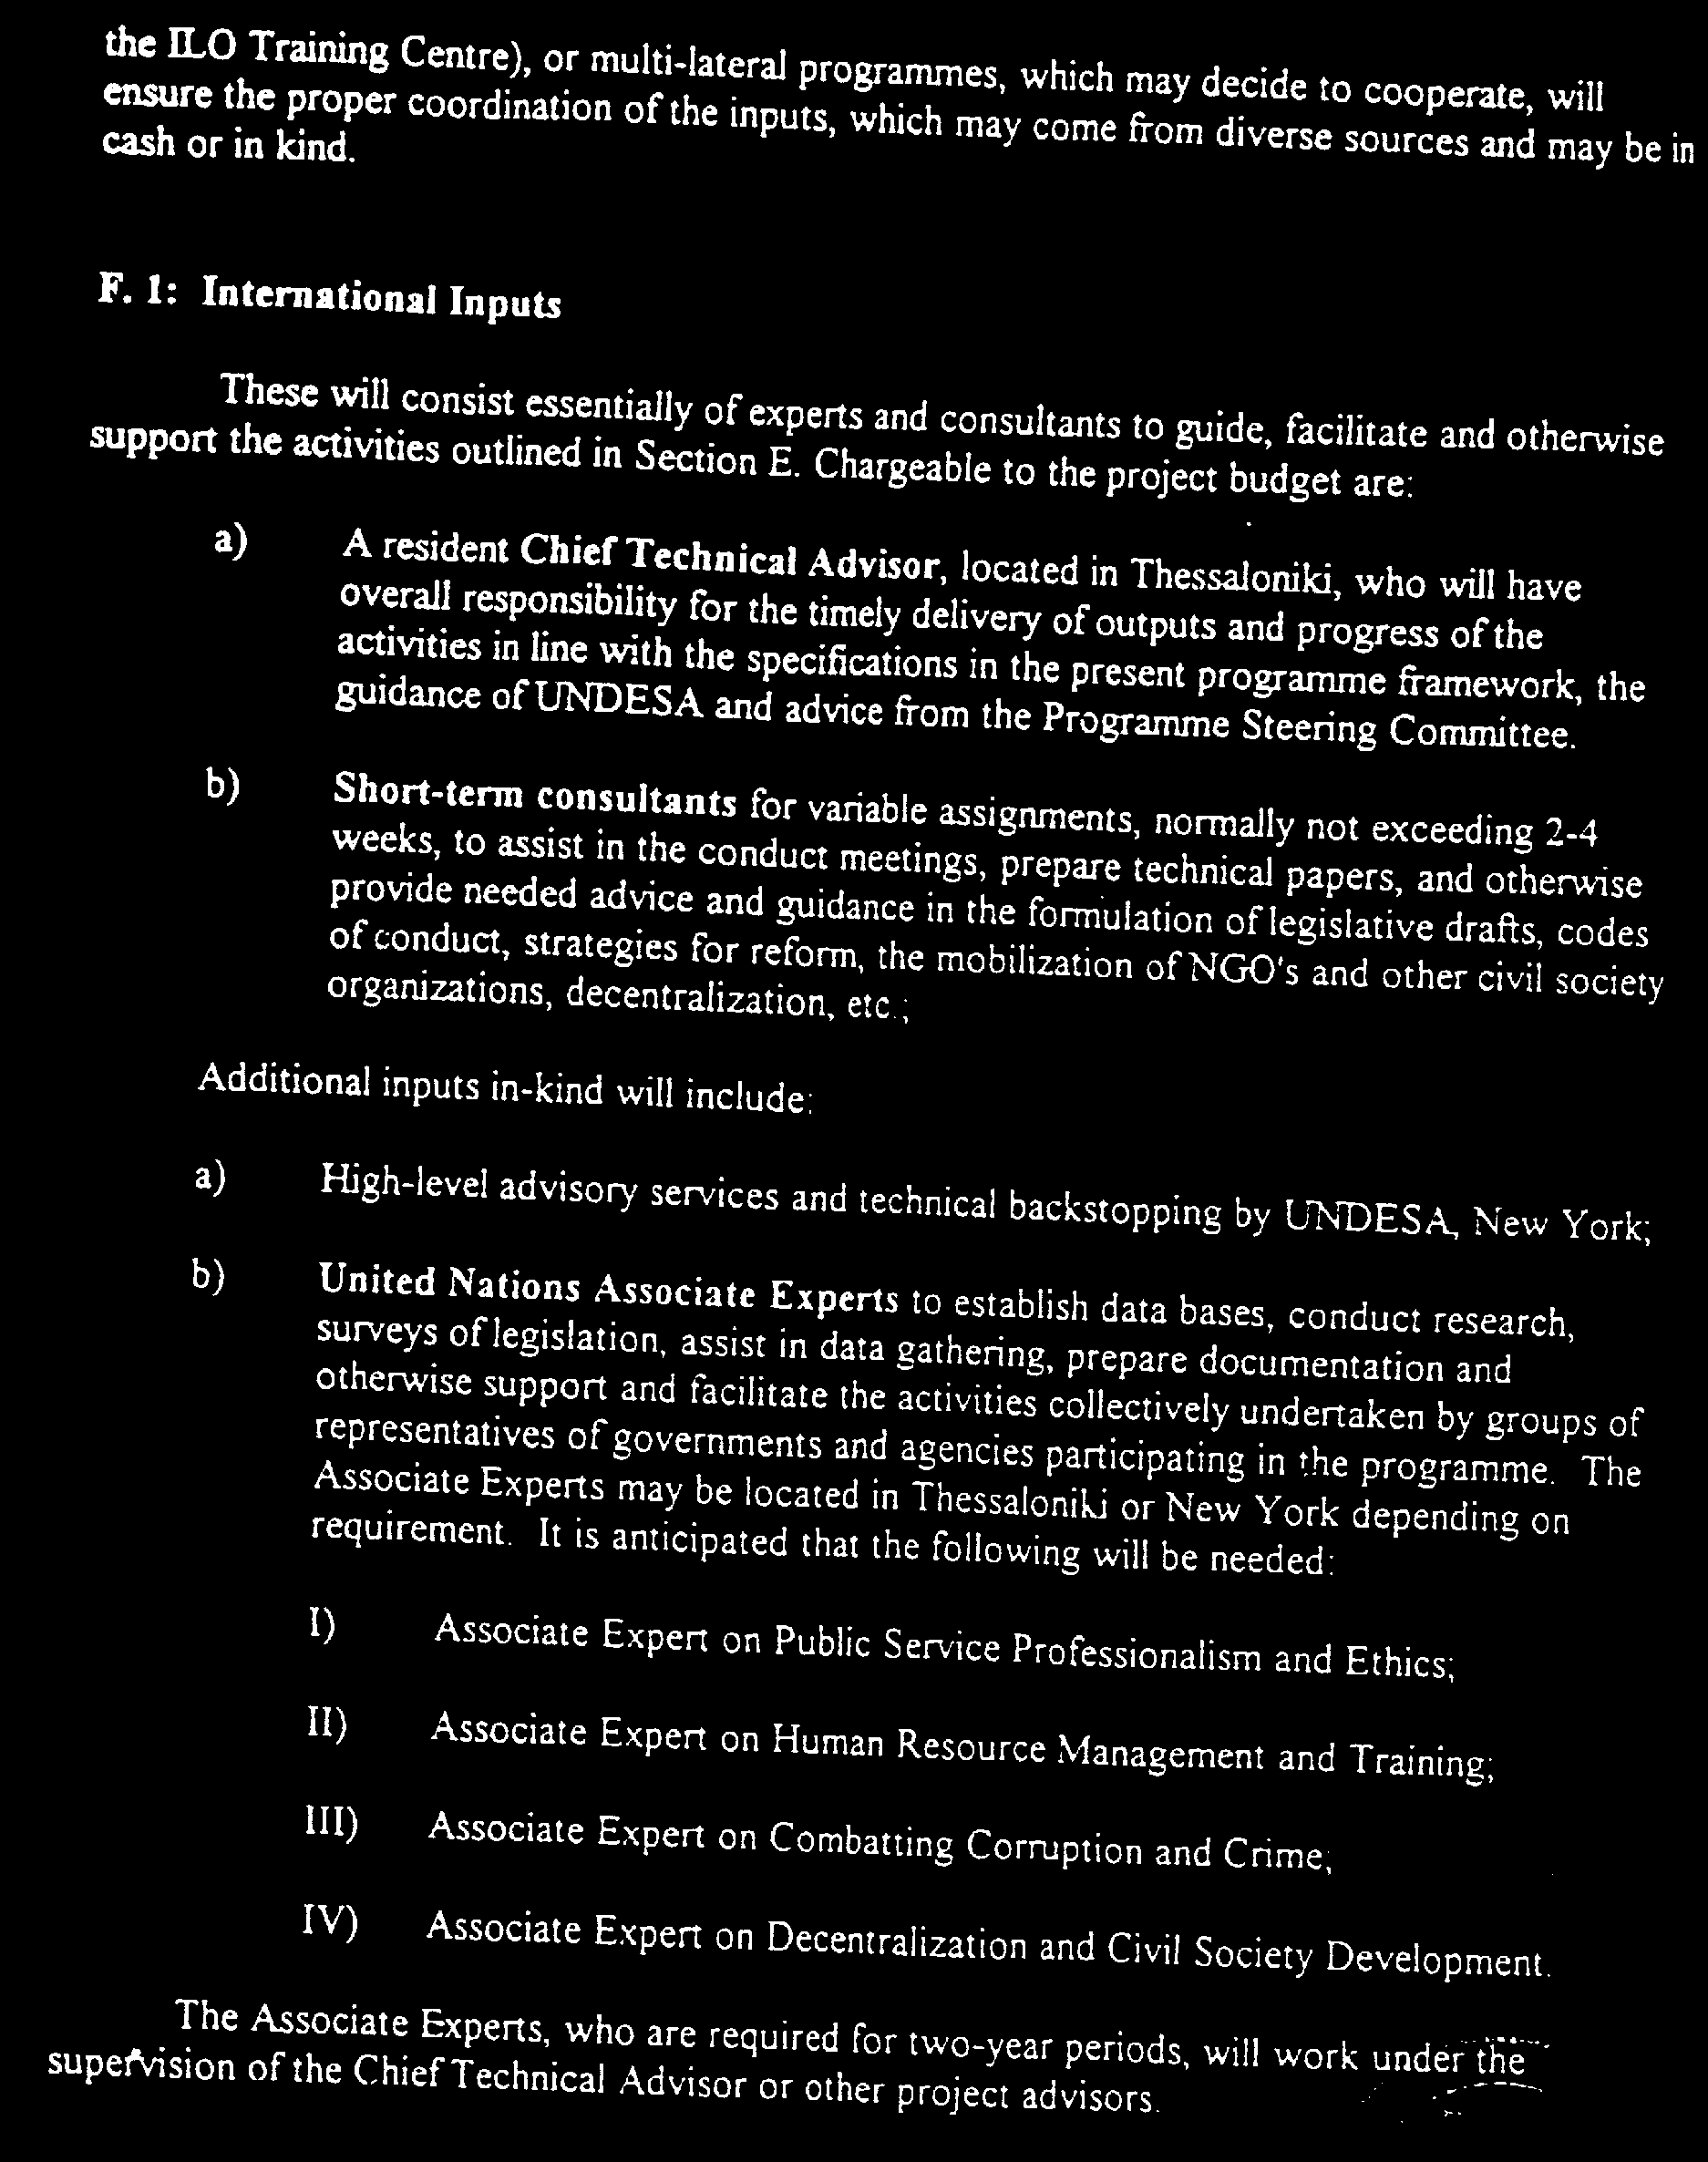 the ILO Training Centre), or multi-lateral programmes, which may decide to cooperate, will
ensure the proper coordination of the inputs, which may come from diverse sources and may be in
cash or in kind.
F. 1: International Inputs
These will consist essentially of experts and consultants to guide, facilitate and otherwise
support the activities outlined in Section E. Chargeable to the project budget are:
a) A resident Chief Technical Advisor, located in Thessaloniki, who will have
overall responsibility for the timely delivery of outputs and progress of the
activities in line with the specifications in the present programme framework, the
guidance of UNDESA and advice from the Programme Steering Committee.
b) Short-term consultants for variable assignments, normally not exceeding 2-4
weeks, to assist in the conduct meetings, prepare technical papers, and otherwise
provide needed advice and guidance in the formulation of legislative drafts, codes
of conduct, strategies for reform, the mobilization of NGO's and other civil society
organizations, decentralization, etc.;
Additional inputs in-kind will include:
a) High-level advisory services and technical backstopping by UNDESA, New York;
b) United Nations Associate Experts to establish data bases, conduct research,
surveys of legislation, assist in data gathering, prepare documentation and
otherwise support and facilitate the activities collectively undertaken by groups of
representatives of governments and agencies participating in the programme. The
Associate Experts may be located in Thessaloniki or New York depending on
requirement. It is anticipated that the following will be needed:
I) Associate Expert on Public Service Professionalism and Ethics;
II) Associate Expert on Human Resource Management and Training;
III) Associate Expert on Combatting Corruption and Crime;
IV) Associate Expert on Decentralization and Civil Society Development.
The Associate Experts, who are required for two-year periods, will work under the
supervision of the Chief Technical Advisor or other project advisors.